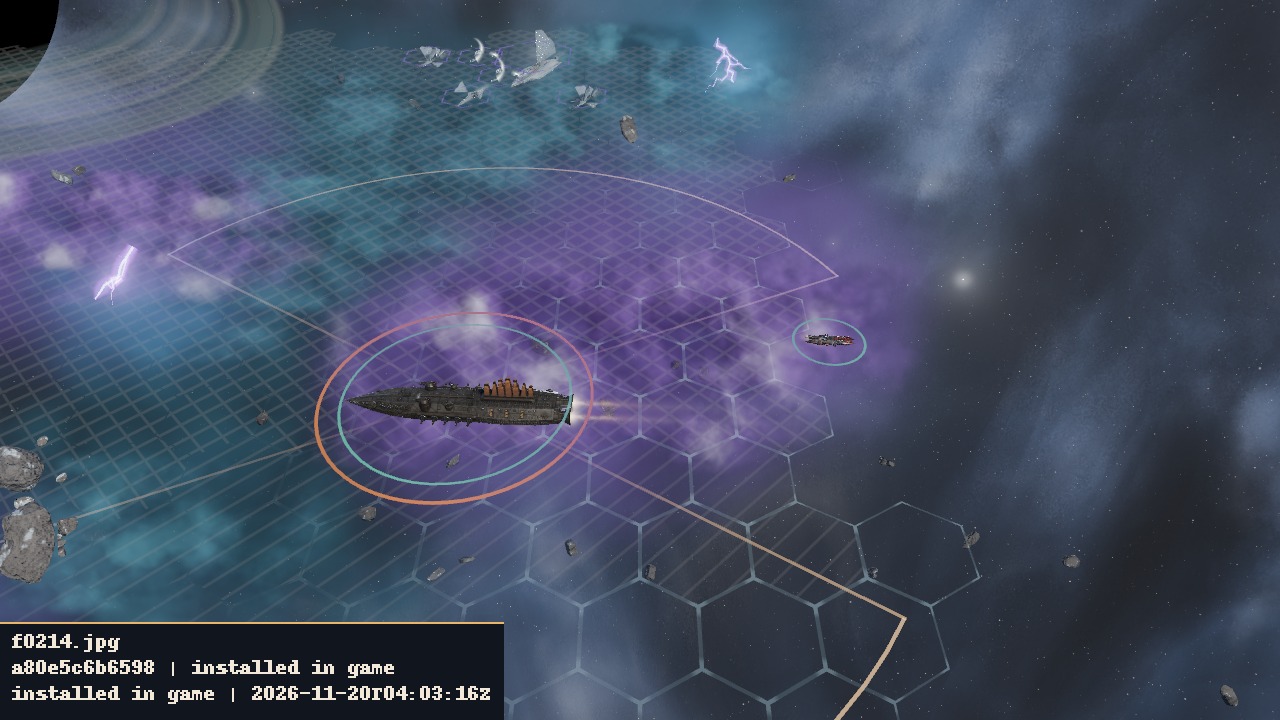 f0214.jpg
a80e5c6b6598 | installed in game
installed in game | 2026-11-20T04:03:16Z